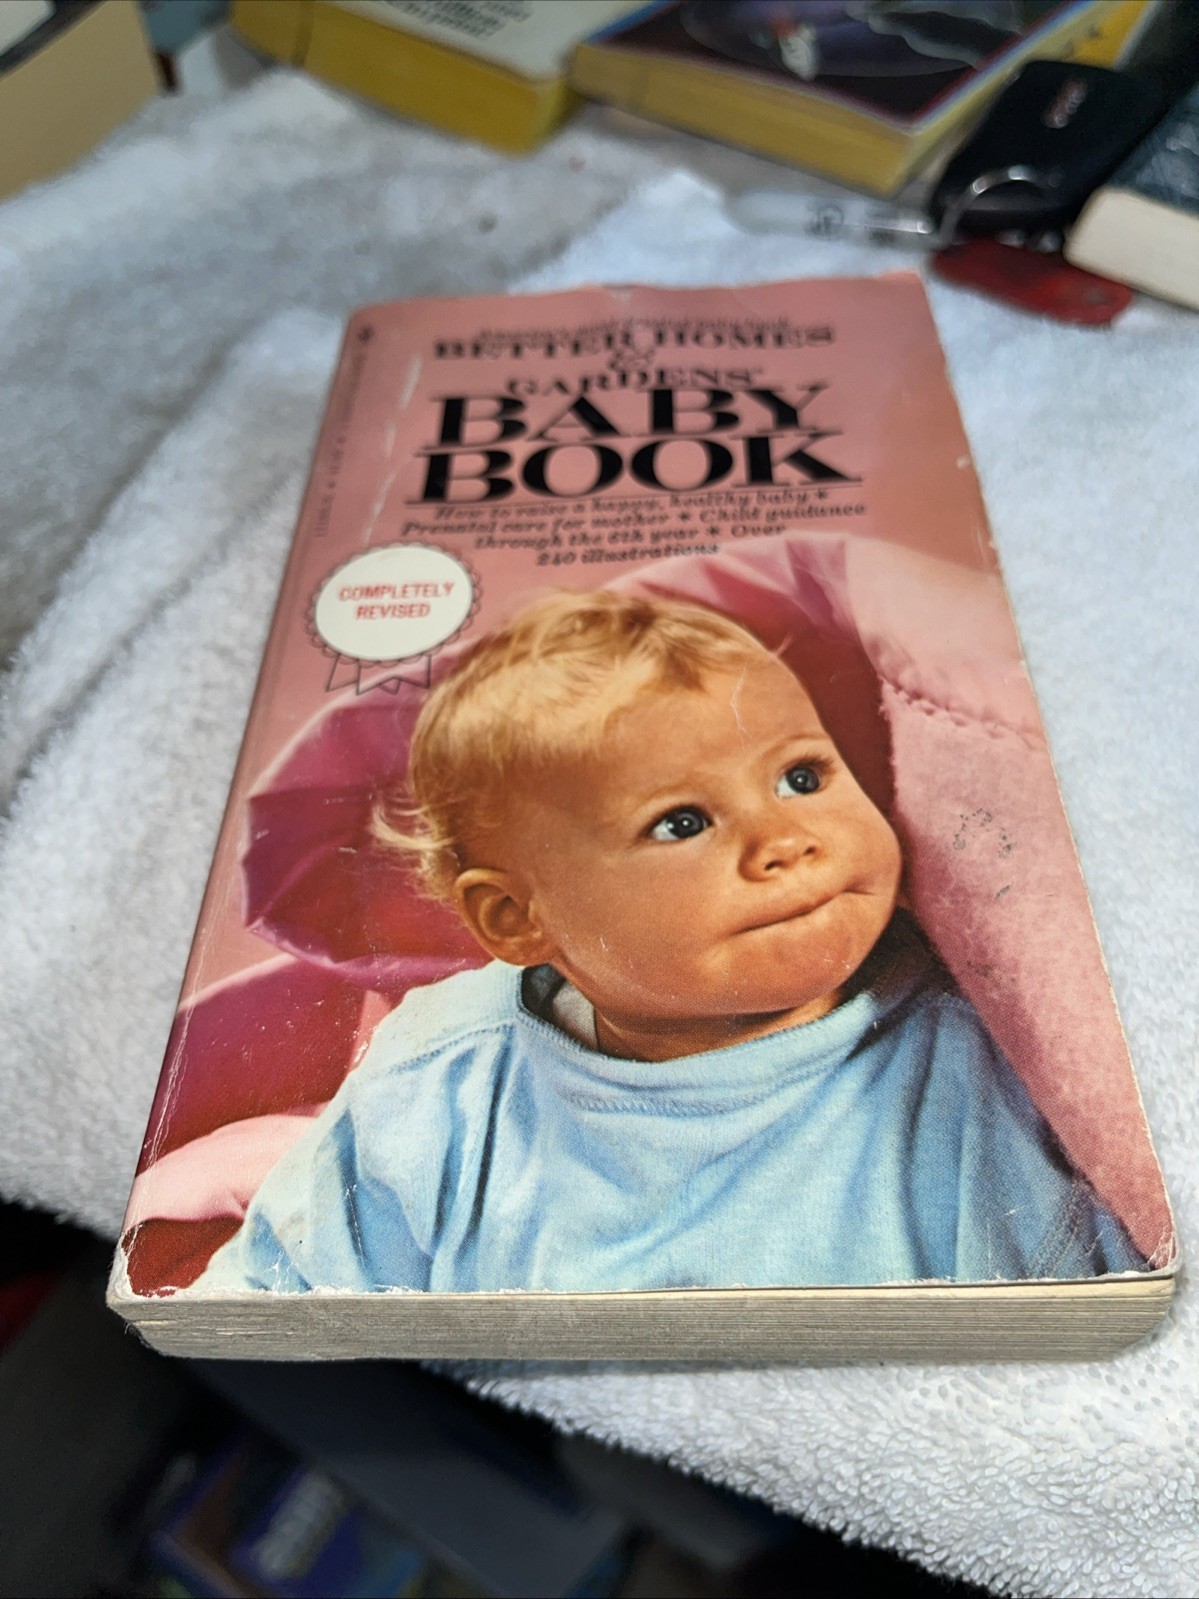 BETTER HOMES
&
GARDENS'
BABY
BOOK
How to raise a happy, healthy baby *
Prenatal care for mother * Child guidance
through the 6th year * Over
240 illustrations
COMPLETELY
REVISED